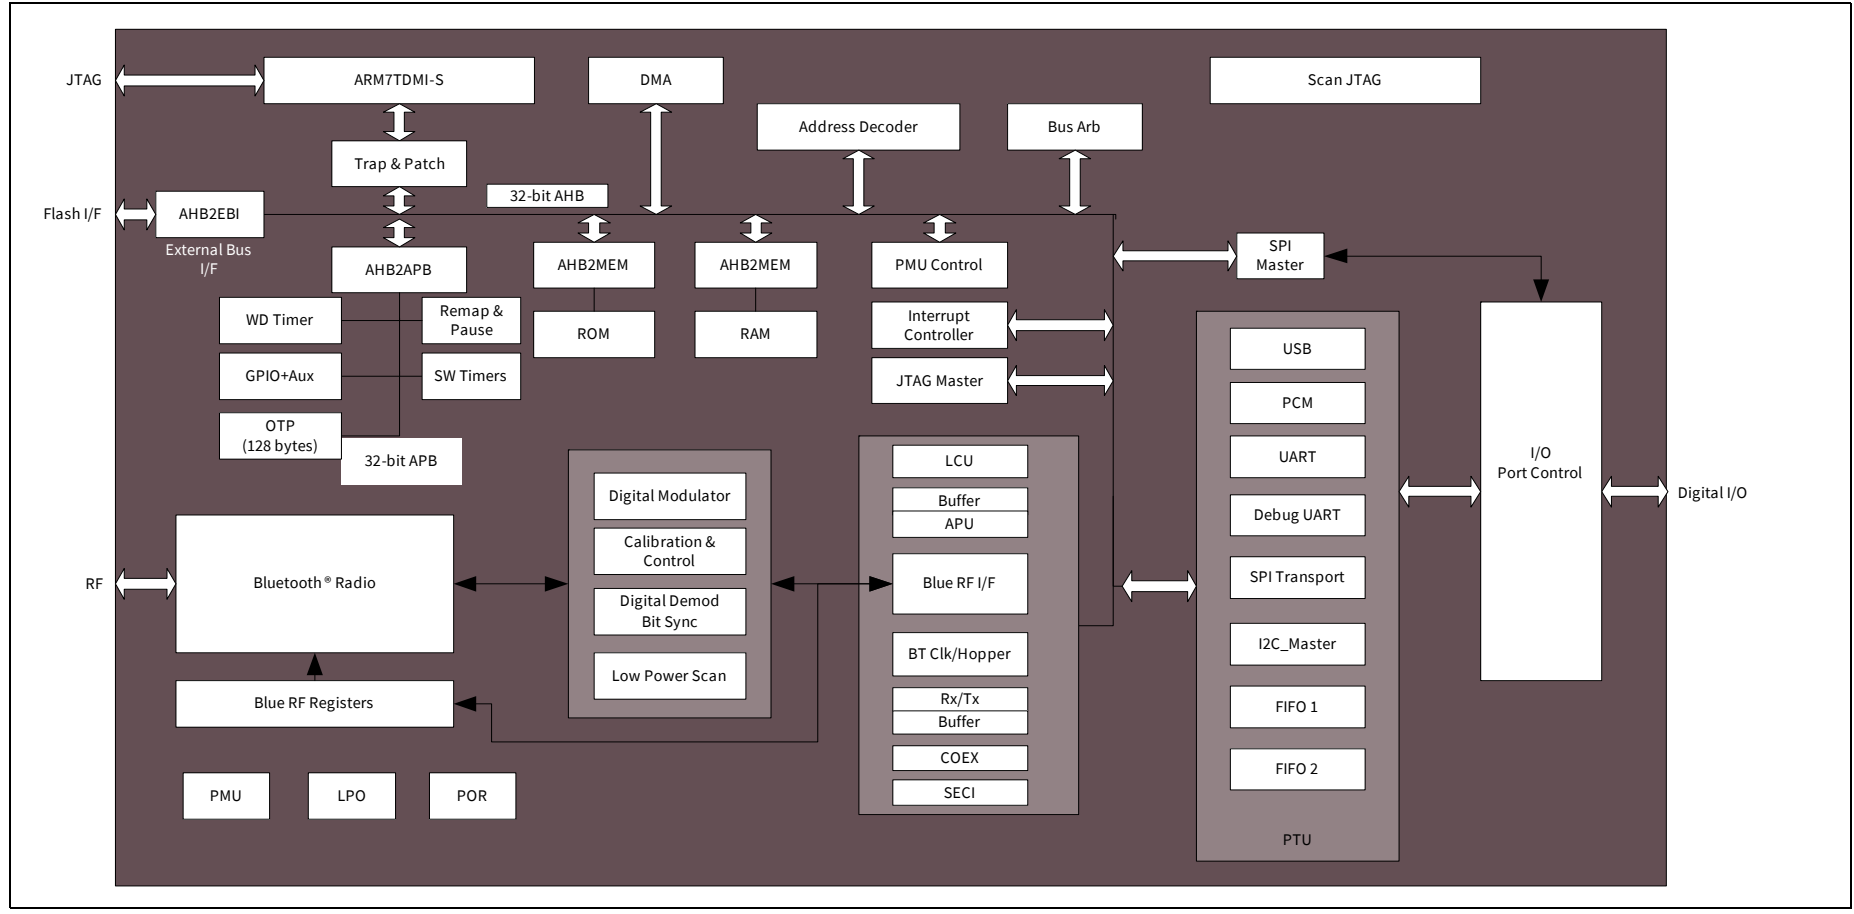 JTAG
ARM7TDMI-S
DMA
Scan JTAG
Address Decoder
Bus Arb
Trap & Patch
32-bit AHB
Flash I/F
AHB2EBI
External Bus
I/F
AHB2APB
AHB2MEM
AHB2MEM
PMU Control
SPI
Master
WD Timer
Remap &
Pause
ROM
RAM
Interrupt
Controller
GPIO+Aux
SW Timers
JTAG Master
OTP
(128 bytes)
32-bit APB
USB
PCM
UART
Debug UART
SPI Transport
I2C_Master
FIFO 1
FIFO 2
PTU
I/O
Port Control
Digital I/O
LCU
Buffer
APU
Blue RF I/F
BT Clk/Hopper
Rx/Tx
Buffer
COEX
SECI
Digital Modulator
Calibration &
Control
Digital Demod
Bit Sync
Low Power Scan
RF
Bluetooth® Radio
Blue RF Registers
PMU
LPO
POR